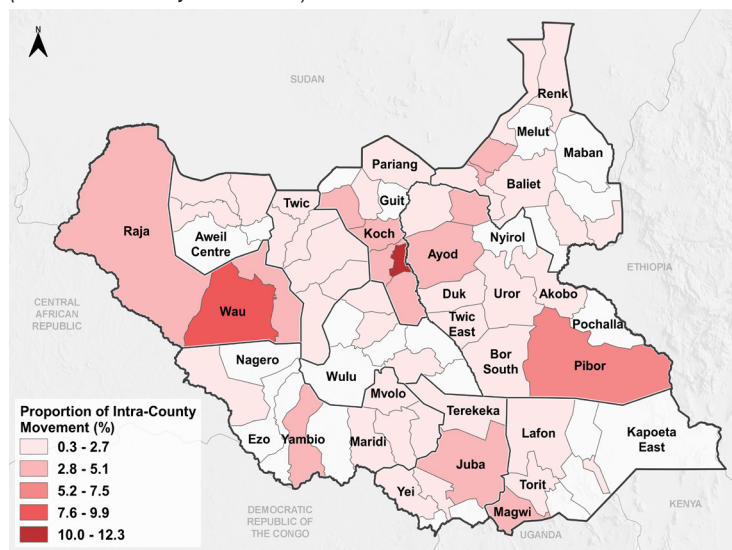 N
SUDAN
Renk
Melut
Maban
Pariang
Baliet
Twic
Guit
Raja
Aweil
Centre
Koch
Ayod
Nyirol
ETHIOPIA
CENTRAL
AFRICAN
REPUBLIC
Wau
Duk
Uror
Akobo
Twic
East
Pochalla
Nagero
Wulu
Bor
South
Pibor
Mvolo
Proportion of Intra-County
Movement (%)
0.3 - 2.7
2.8 - 5.1
5.2 - 7.5
7.6 - 9.9
10.0 - 12.3
Ezo
Yambio
Maridi
Terekeka
Lafon
Kapoeta
East
Juba
Yei
Torit
Magwi
DEMOCRATIC
REPUBLIC OF
THE CONGO
UGANDA
KENYA